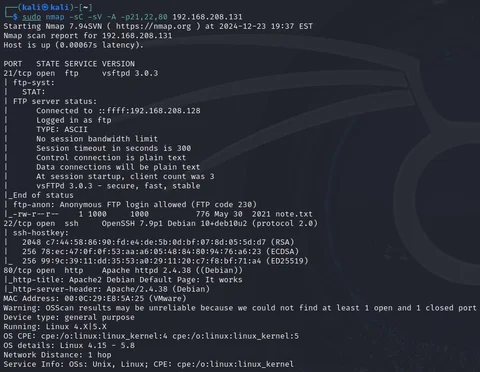 ┌──(kali㉿kali)-[~]
└─$ sudo nmap -sC -sV -A -p21,22,80 192.168.208.131
Starting Nmap 7.94SVN ( https://nmap.org ) at 2024-12-23 19:37 EST
Nmap scan report for 192.168.208.131
Host is up (0.00067s latency).

PORT   STATE SERVICE VERSION
21/tcp open  ftp     vsftpd 3.0.3
| ftp-syst:
|   STAT:
| FTP server status:
|      Connected to ::ffff:192.168.208.128
|      Logged in as ftp
|      TYPE: ASCII
|      No session bandwidth limit
|      Session timeout in seconds is 300
|      Control connection is plain text
|      Data connections will be plain text
|      At session startup, client count was 3
|      vsFTPd 3.0.3 - secure, fast, stable
|_End of status
| ftp-anon: Anonymous FTP login allowed (FTP code 230)
|_-rw-r--r--    1 1000     1000          776 May 30  2021 note.txt
22/tcp open  ssh     OpenSSH 7.9p1 Debian 10+deb10u2 (protocol 2.0)
| ssh-hostkey:
|   2048 c7:44:58:86:90:fd:e4:de:5b:0d:bf:07:8d:05:5d:d7 (RSA)
|   256 78:ec:47:0f:0f:53:aa:a6:05:48:84:80:94:76:a6:23 (ECDSA)
|_  256 99:9c:39:11:dd:35:53:a0:29:11:20:c7:f8:bf:71:a4 (ED25519)
80/tcp open  http    Apache httpd 2.4.38 ((Debian))
|_http-title: Apache2 Debian Default Page: It works
|_http-server-header: Apache/2.4.38 (Debian)
MAC Address: 00:0C:29:E8:5A:25 (VMware)
Warning: OSScan results may be unreliable because we could not find at least 1 open and 1 closed port
Device type: general purpose
Running: Linux 4.X|5.X
OS CPE: cpe:/o:linux:linux_kernel:4 cpe:/o:linux:linux_kernel:5
OS details: Linux 4.15 - 5.8
Network Distance: 1 hop
Service Info: OSs: Unix, Linux; CPE: cpe:/o:linux:linux_kernel